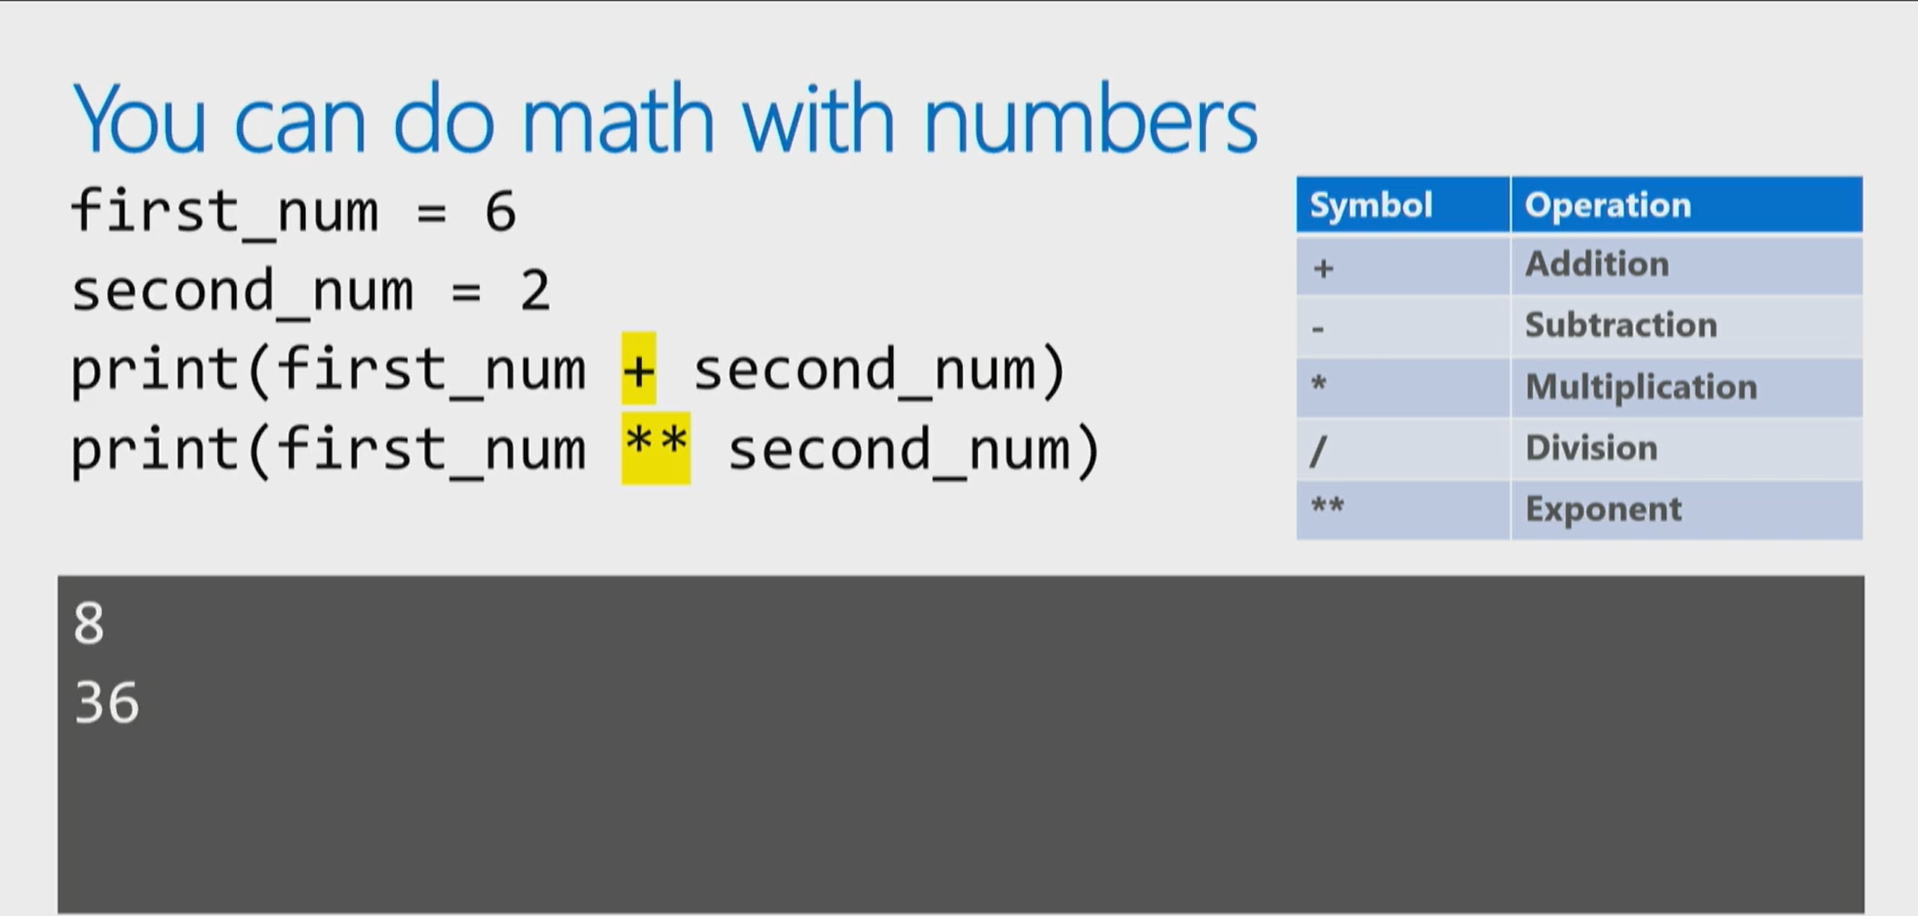 You can do math with numbers
first_num = 6
second_num = 2
print(first_num + second_num)
print(first_num ** second_num)
Symbol Operation
+ Addition
- Subtraction
* Multiplication
/ Division
** Exponent
8
36